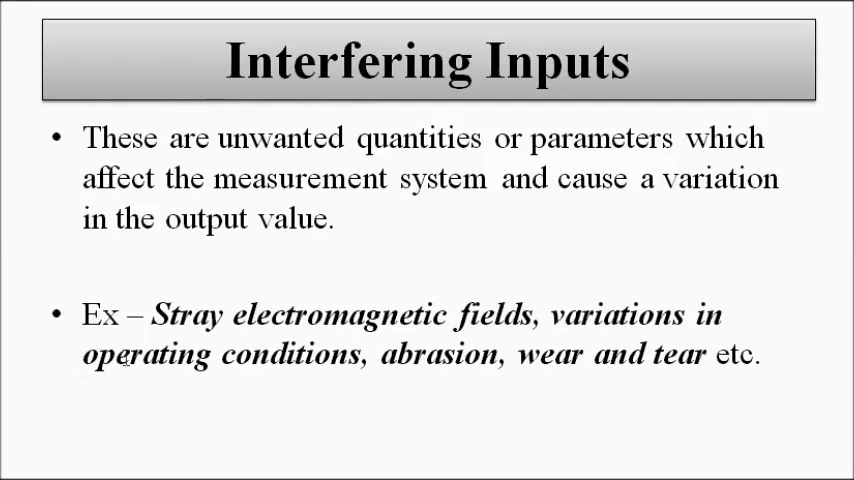 Interfering Inputs
• These are unwanted quantities or parameters which
affect the measurement system and cause a variation
in the output value.
• Ex – Stray electromagnetic fields, variations in
operating conditions, abrasion, wear and tear etc.